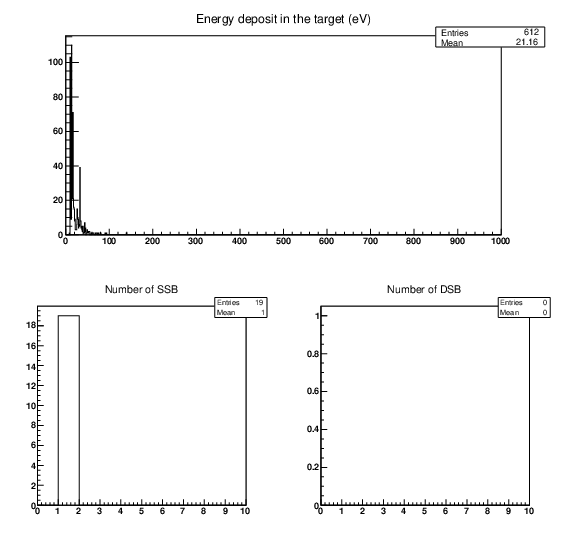 Energy deposit in the target (eV)
Entries 612
Mean 21.16
100
80
60
40
20
0
0 100 200 300 400 500 600 700 800 900 1000
Number of SSB
Entries 19
Mean 1
18
16
14
12
10
8
6
4
2
0
0 1 2 3 4 5 6 7 8 9 10
Number of DSB
Entries 0
Mean 0
1
0.8
0.6
0.4
0.2
0
0 1 2 3 4 5 6 7 8 9 10